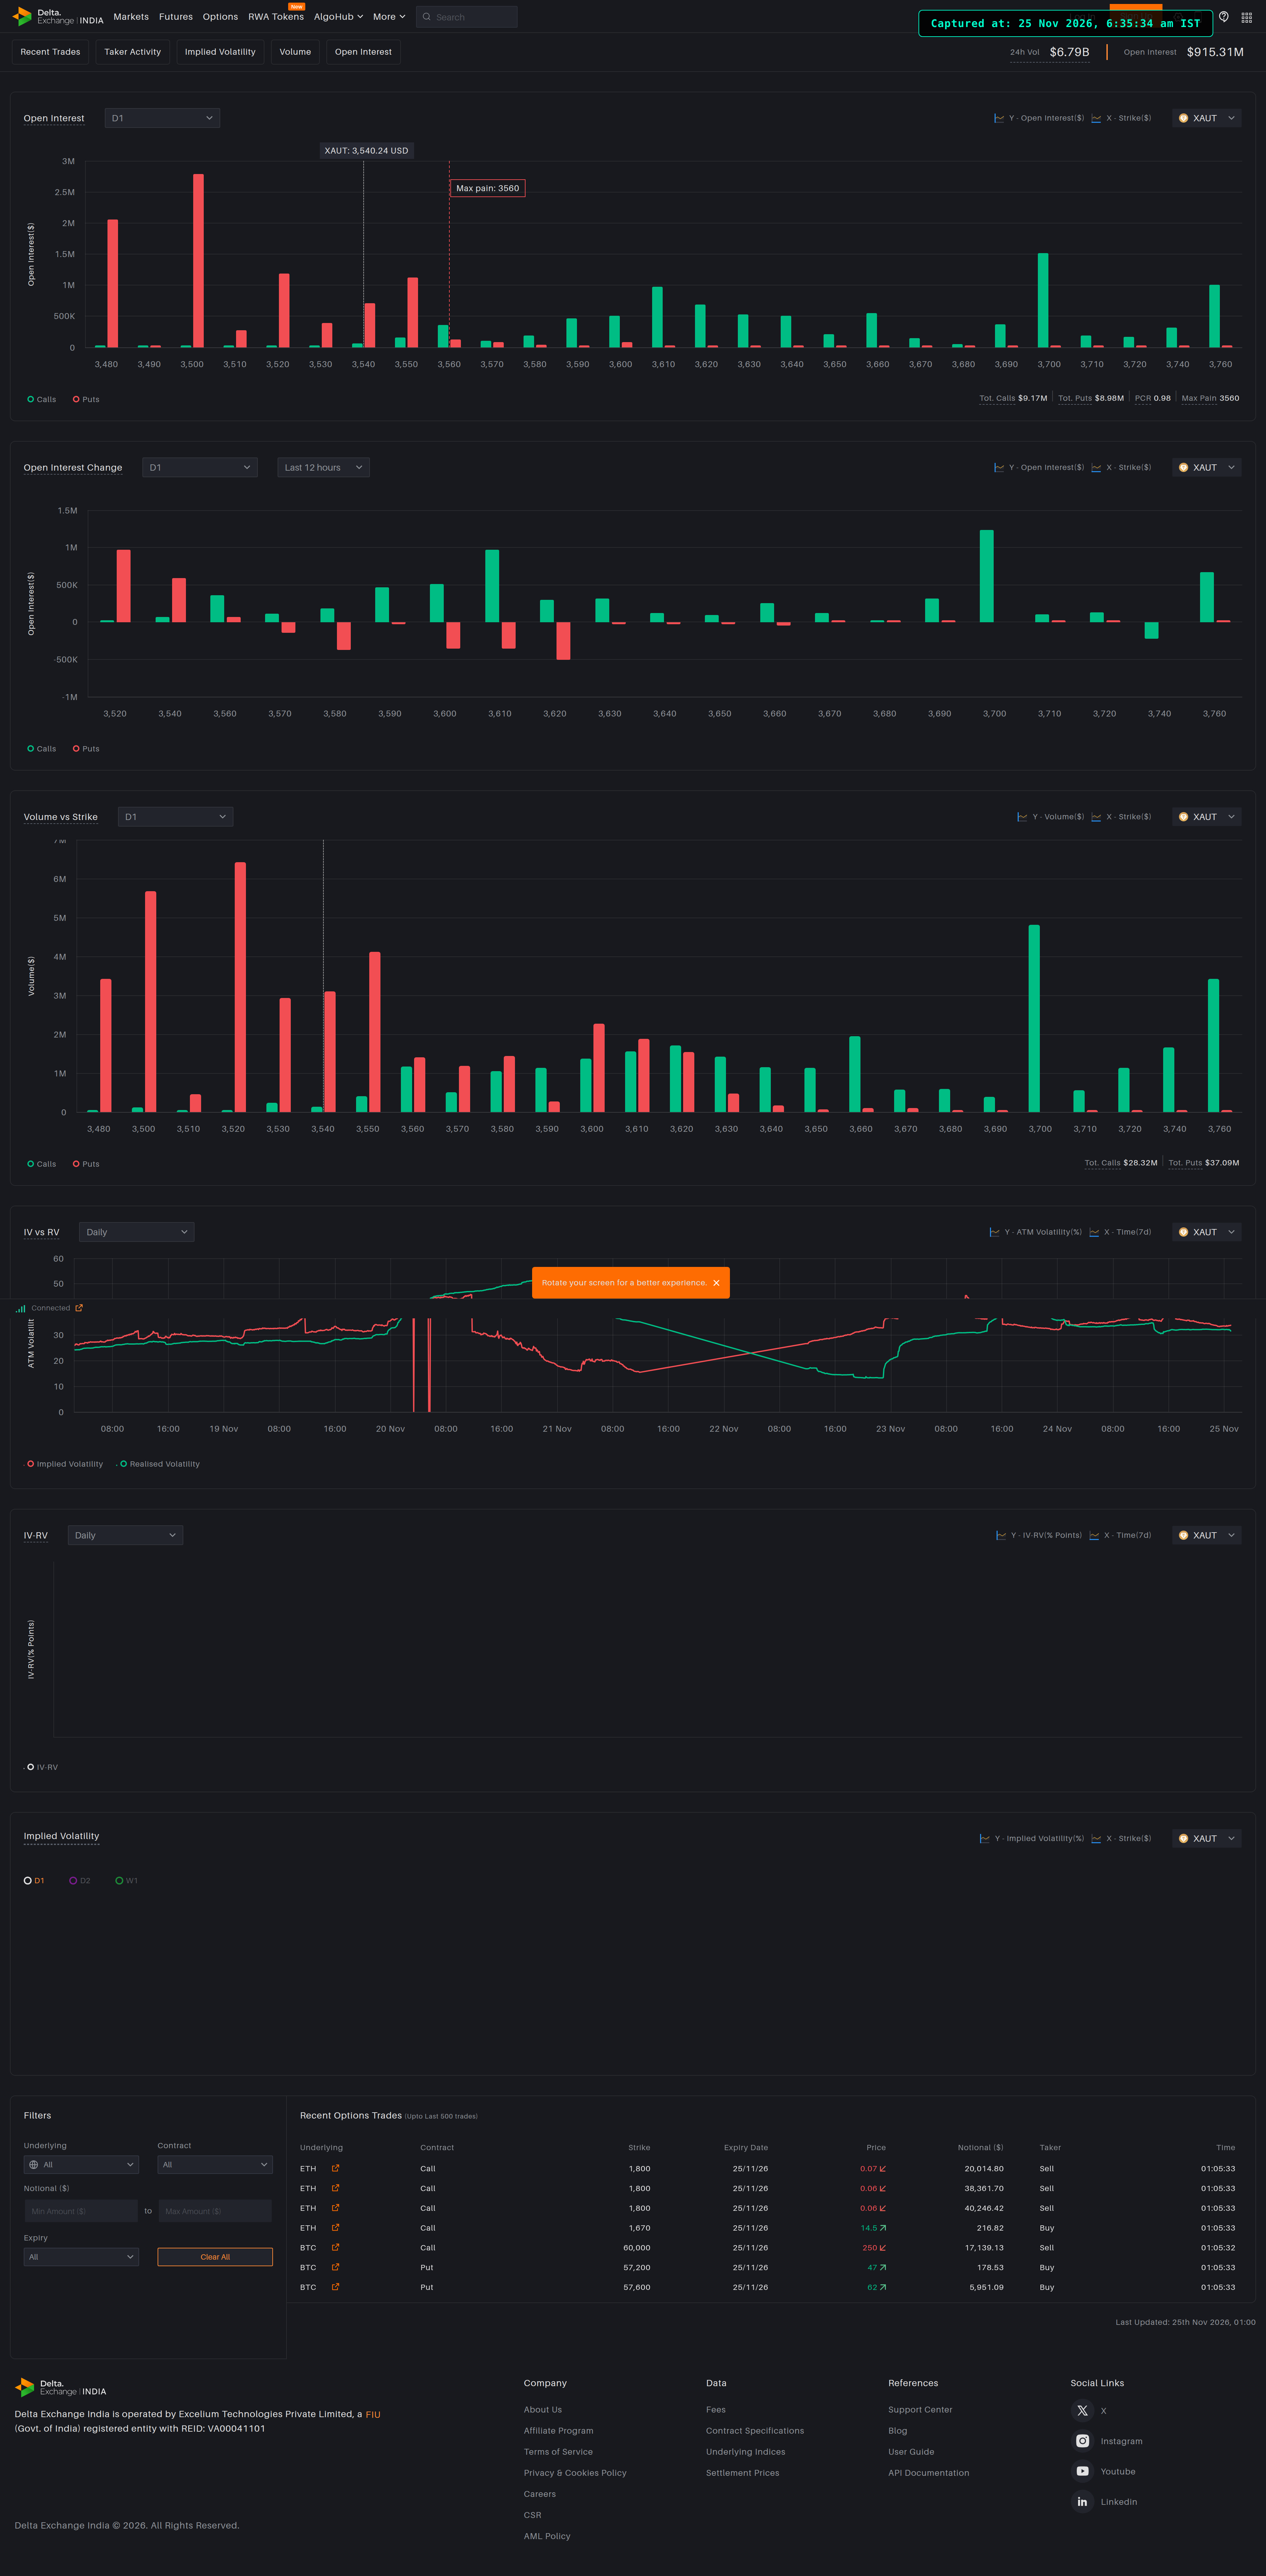 Delta.
Exchange | INDIA
Markets Futures Options RWA Tokens New AlgoHub More Search
Captured at: 25 Nov 2026, 6:35:34 am IST
Recent Trades Taker Activity Implied Volatility Volume Open Interest
24h Vol $6.79B Open Interest $915.31M
Open Interest D1 Y - Open Interest($) X - Strike($) XAUT
XAUT: 3,540.24 USD
Max pain: 3560
Open Interest($)
3M
2.5M
2M
1.5M
1M
500K
0
3,480 3,490 3,500 3,510 3,520 3,530 3,540 3,550 3,560 3,570 3,580 3,590 3,600 3,610 3,620 3,630 3,640 3,650 3,660 3,670 3,680 3,690 3,700 3,710 3,720 3,740 3,760
Calls Puts
Tot. Calls $9.17M Tot. Puts $8.98M PCR 0.98 Max Pain 3560
Open Interest Change D1 Last 12 hours Y - Open Interest($) X - Strike($) XAUT
Open Interest($)
1.5M
1M
500K
0
-500K
-1M
3,520 3,540 3,560 3,570 3,580 3,590 3,600 3,610 3,620 3,630 3,640 3,650 3,660 3,670 3,680 3,690 3,700 3,710 3,720 3,740 3,760
Calls Puts
Volume vs Strike D1 Y - Volume($) X - Strike($) XAUT
Volume($)
7M
6M
5M
4M
3M
2M
1M
0
3,480 3,500 3,510 3,520 3,530 3,540 3,550 3,560 3,570 3,580 3,590 3,600 3,610 3,620 3,630 3,640 3,650 3,660 3,670 3,680 3,690 3,700 3,710 3,720 3,740 3,760
Calls Puts
Tot. Calls $28.32M Tot. Puts $37.09M
IV vs RV Daily Y - ATM Volatility(%) X - Time(7d) XAUT
60
50
Rotate your screen for a better experience.
Connected
ATM Volatilit
30
20
10
0
08:00 16:00 19 Nov 08:00 16:00 20 Nov 08:00 16:00 21 Nov 08:00 16:00 22 Nov 08:00 16:00 23 Nov 08:00 16:00 24 Nov 08:00 16:00 25 Nov
Implied Volatility Realised Volatility
IV-RV Daily Y - IV-RV(% Points) X - Time(7d) XAUT
IV-RV(% Points)
IV-RV
Implied Volatility Y - Implied Volatility(%) X - Strike($) XAUT
D1 D2 W1
Filters
Underlying Contract
All All
Notional ($)
Min Amount ($) to Max Amount ($)
Expiry
All Clear All
Recent Options Trades (Upto Last 500 trades)
Underlying Contract Strike Expiry Date Price Notional ($) Taker Time
ETH Call 1,800 25/11/26 0.07 20,014.80 Sell 01:05:33
ETH Call 1,800 25/11/26 0.06 38,361.70 Sell 01:05:33
ETH Call 1,800 25/11/26 0.06 40,246.42 Sell 01:05:33
ETH Call 1,670 25/11/26 14.5 216.82 Buy 01:05:33
BTC Call 60,000 25/11/26 250 17,139.13 Sell 01:05:32
BTC Put 57,200 25/11/26 47 178.53 Buy 01:05:33
BTC Put 57,600 25/11/26 62 5,951.09 Buy 01:05:33
Last Updated: 25th Nov 2026, 01:00
Delta.
Exchange | INDIA
Delta Exchange India is operated by Excelium Technologies Private Limited, a FIU
(Govt. of India) registered entity with REID: VA00041101
Delta Exchange India © 2026. All Rights Reserved.
Company
About Us
Affiliate Program
Terms of Service
Privacy & Cookies Policy
Careers
CSR
AML Policy
Data
Fees
Contract Specifications
Underlying Indices
Settlement Prices
References
Support Center
Blog
User Guide
API Documentation
Social Links
X
Instagram
Youtube
Linkedin